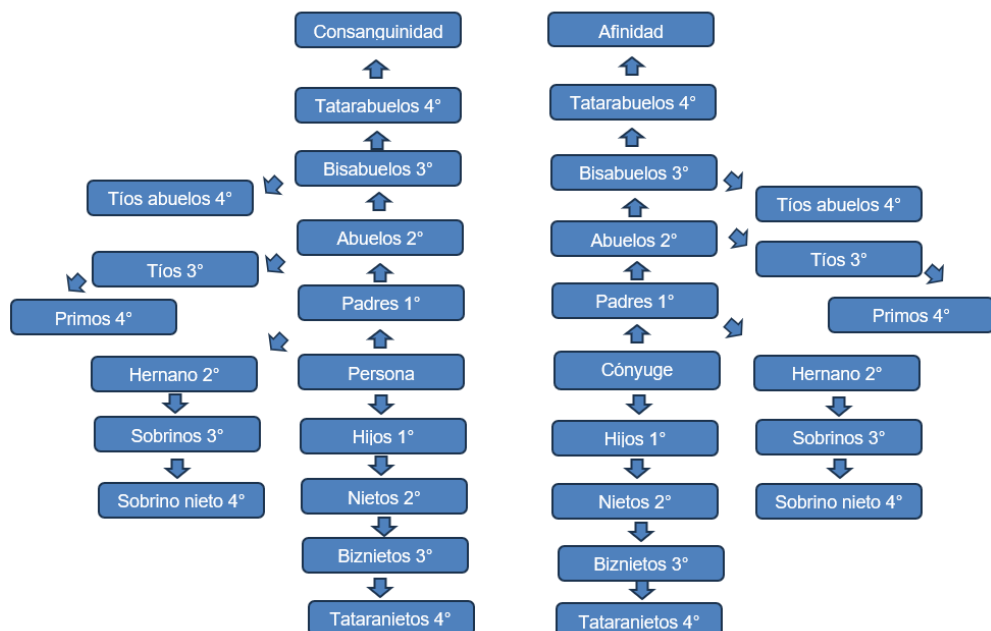 Consanguinidad
Afinidad
Tatarabuelos 4°
Tatarabuelos 4°
Bisabuelos 3°
Bisabuelos 3°
Tíos abuelos 4°
Tíos abuelos 4°
Abuelos 2°
Abuelos 2°
Tíos 3°
Tíos 3°
Padres 1°
Padres 1°
Primos 4°
Primos 4°
Hernano 2°
Persona
Cónyuge
Hernano 2°
Sobrinos 3°
Hijos 1°
Hijos 1°
Sobrinos 3°
Sobrino nieto 4°
Nietos 2°
Nietos 2°
Sobrino nieto 4°
Biznietos 3°
Biznietos 3°
Tataranietos 4°
Tataranietos 4°